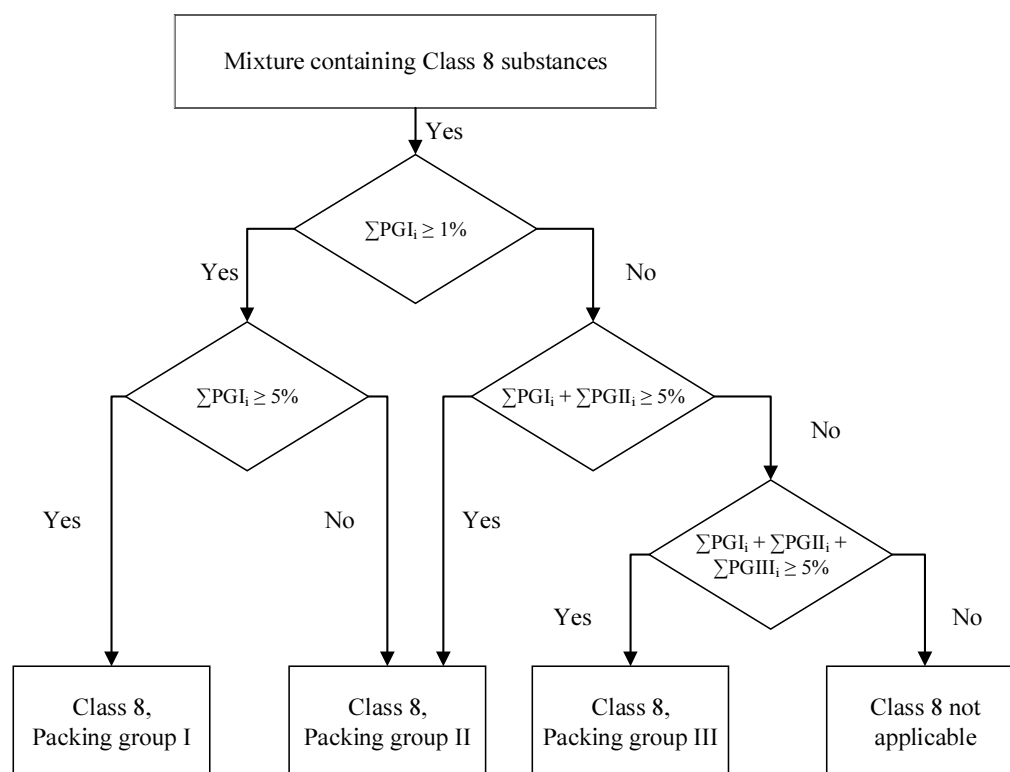 Mixture containing Class 8 substances
Yes
∑PGIᵢ ≥ 1%
Yes
No
∑PGIᵢ ≥ 5%
∑PGIᵢ + ∑PGIIᵢ ≥ 5%
No
Yes
No
Yes
∑PGIᵢ + ∑PGIIᵢ +
∑PGIIIᵢ ≥ 5%
Yes
No
Class 8,
Packing group I
Class 8,
Packing group II
Class 8,
Packing group III
Class 8 not
applicable